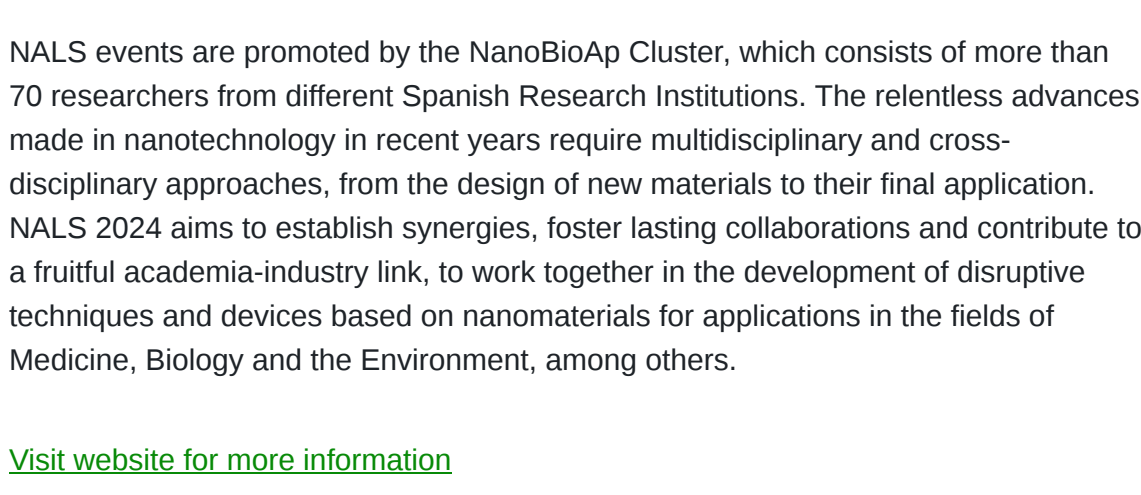 NALS events are promoted by the NanoBioAp Cluster, which consists of more than
70 researchers from different Spanish Research Institutions. The relentless advances
made in nanotechnology in recent years require multidisciplinary and cross-
disciplinary approaches, from the design of new materials to their final application.
NALS 2024 aims to establish synergies, foster lasting collaborations and contribute to
a fruitful academia-industry link, to work together in the development of disruptive
techniques and devices based on nanomaterials for applications in the fields of
Medicine, Biology and the Environment, among others.
Visit website for more information